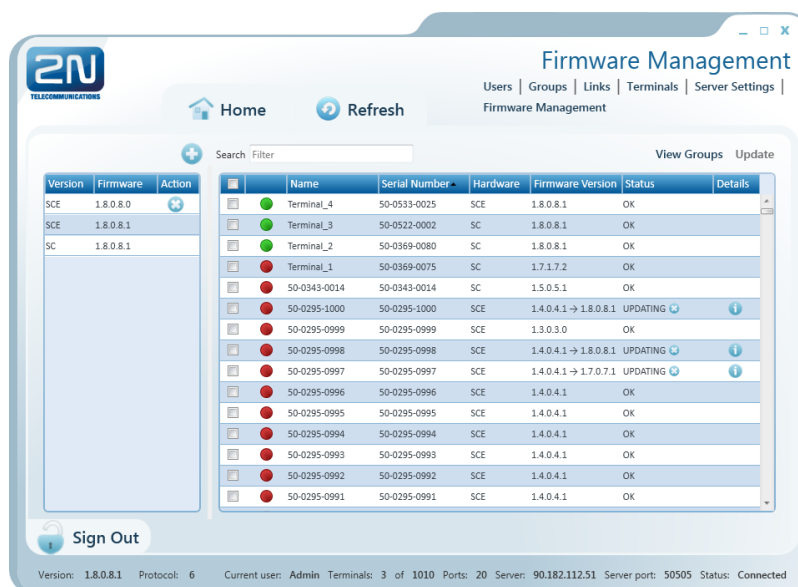 2N
TELECOMMUNICATIONS
Firmware Management
Home
Refresh
Users | Groups | Links | Terminals | Server Settings |
Firmware Management
Search Filter
View Groups Update
Version Firmware Action
SCE 1.8.0.8.0
SCE 1.8.0.8.1
SC 1.8.0.8.1
Name Serial Number Hardware Firmware Version Status Details
Terminal_4 50-0533-0025 SCE 1.8.0.8.1 OK
Terminal_3 50-0522-0002 SC 1.8.0.8.1 OK
Terminal_2 50-0369-0080 SC 1.8.0.8.1 OK
Terminal_1 50-0369-0075 SC 1.7.1.7.2 OK
50-0343-0014 50-0343-0014 SC 1.5.0.5.1 OK
50-0295-1000 50-0295-1000 SCE 1.4.0.4.1 → 1.8.0.8.1 UPDATING
50-0295-0999 50-0295-0999 SCE 1.3.0.3.0 OK
50-0295-0998 50-0295-0998 SCE 1.4.0.4.1 → 1.8.0.8.1 UPDATING
50-0295-0997 50-0295-0997 SCE 1.4.0.4.1 → 1.7.0.7.1 UPDATING
50-0295-0996 50-0295-0996 SCE 1.4.0.4.1 OK
50-0295-0995 50-0295-0995 SCE 1.4.0.4.1 OK
50-0295-0994 50-0295-0994 SCE 1.4.0.4.1 OK
50-0295-0993 50-0295-0993 SCE 1.4.0.4.1 OK
50-0295-0992 50-0295-0992 SCE 1.4.0.4.1 OK
50-0295-0991 50-0295-0991 SCE 1.4.0.4.1 OK
Sign Out
Version: 1.8.0.8.1 Protocol: 6 Current user: Admin Terminals: 3 of 1010 Ports: 20 Server: 90.182.112.51 Server port: 50505 Status: Connected